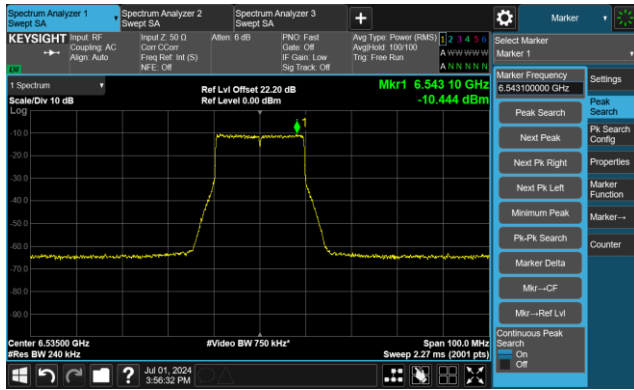 Spectrum Analyzer 1
Swept SA
Spectrum Analyzer 2
Swept SA
Spectrum Analyzer 3
Swept SA
Marker
KEYSIGHT
Input: RF
Coupling: AC
Align: Auto
Input Z: 50 Ω
Corr CCorr
Freq Ref: Int (S)
NFE: Off
Atten: 6 dB
PNO: Fast
Gate: Off
IF Gain: Low
Sig Track: Off
Avg Type: Power (RMS)
Avg|Hold: 100/100
Trig: Free Run
1 2 3 4 5 6
A W W W W W
A N N N N N
Select Marker
Marker 1
1 Spectrum
Scale/Div 10 dB
Ref Lvl Offset 22.20 dB
Ref Level 0.00 dBm
Mkr1 6.543 10 GHz
-10.444 dBm
Log
1
-10.0
-20.0
-30.0
-40.0
-50.0
-60.0
-70.0
-80.0
-90.0
Center 6.53500 GHz
#Res BW 240 kHz
#Video BW 750 kHz*
Span 100.0 MHz
Sweep 2.27 ms (2001 pts)
Marker Frequency
6.543100000 GHz
Peak Search
Next Peak
Next Pk Right
Next Pk Left
Minimum Peak
Pk-Pk Search
Marker Delta
Mkr→CF
Mkr→Ref Lvl
Continuous Peak
Search
On
Off
Settings
Peak
Search
Pk Search
Config
Properties
Marker
Function
Marker→
Counter
?
Jul 01, 2024
3:56:32 PM